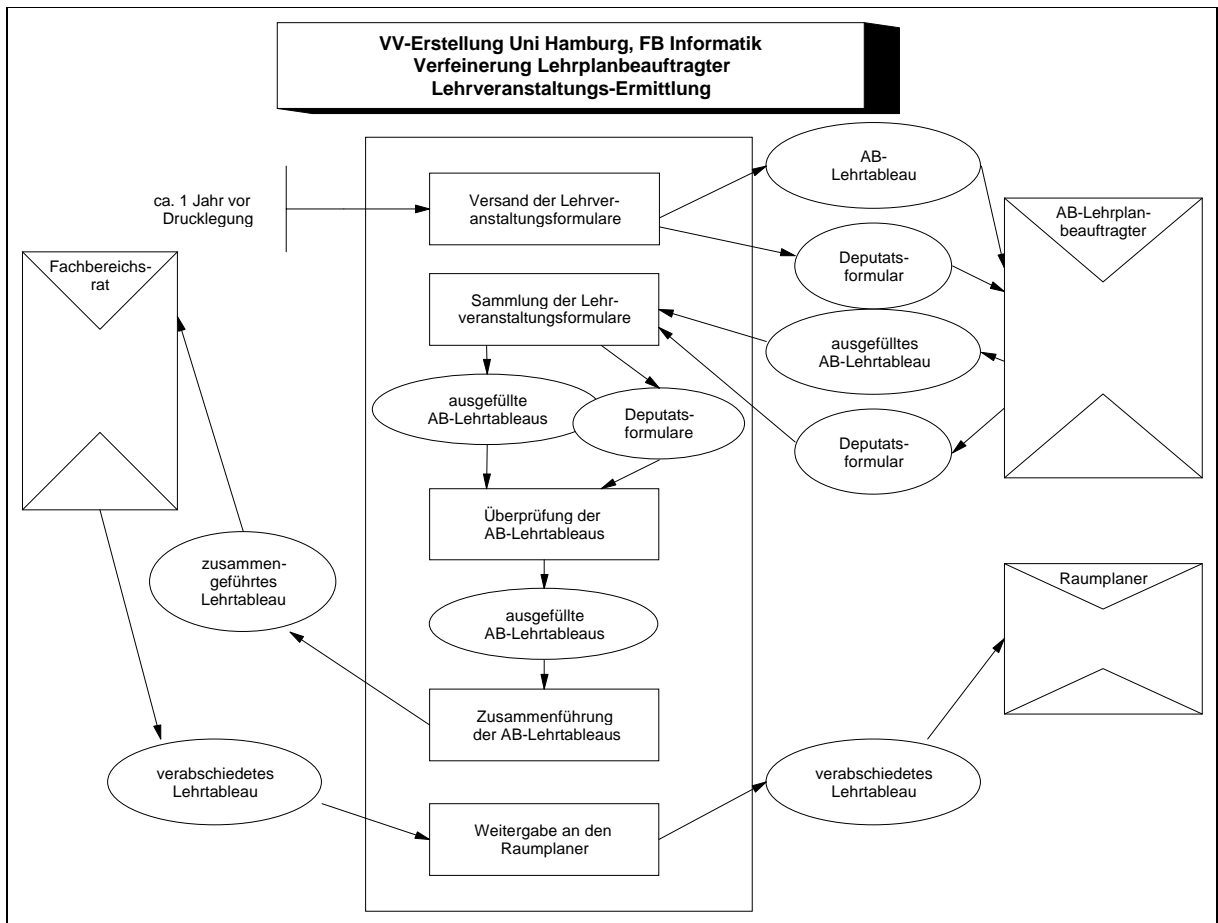 VV-Erstellung Uni Hamburg, FB Informatik
Verfeinerung Lehrplanbeauftragter
Lehrveranstaltungs-Ermittlung
ca. 1 Jahr vor
Drucklegung
Versand der Lehrver-
anstaltungsformulare
AB-
Lehrtableau
AB-Lehrplan-
beauftragter
Deputats-
formular
Fachbereichs-
rat
Sammlung der Lehr-
veranstaltungsformulare
ausgefülltes
AB-Lehrtableau
ausgefüllte
AB-Lehrtableaus
Deputats-
formulare
Deputats-
formular
Überprüfung der
AB-Lehrtableaus
zusammen-
geführtes
Lehrtableau
Raumplaner
ausgefüllte
AB-Lehrtableaus
Zusammenführung
der AB-Lehrtableaus
verabschiedetes
Lehrtableau
verabschiedetes
Lehrtableau
Weitergabe an den
Raumplaner